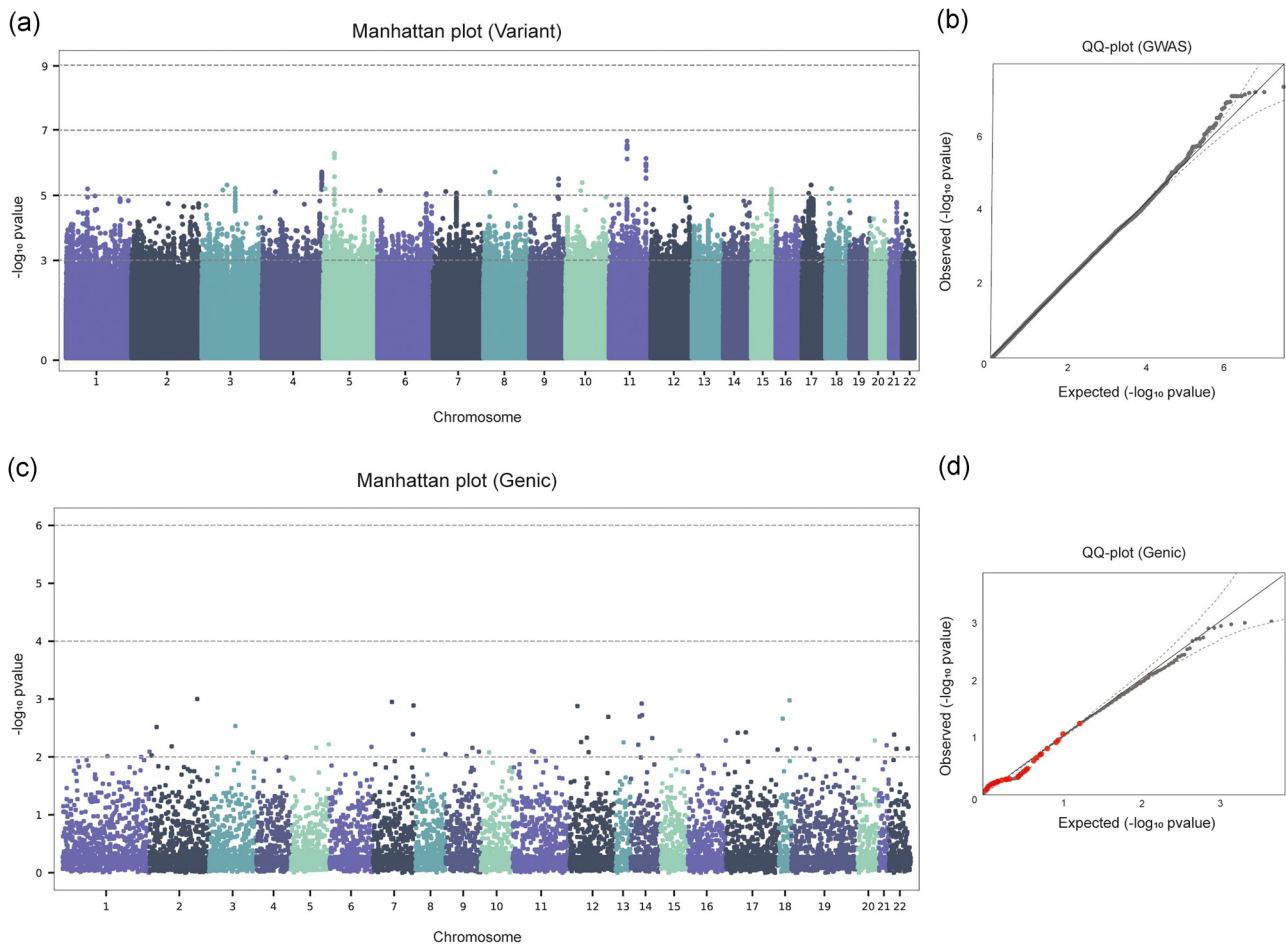 (a)
Manhattan plot (Variant)
9
7
5
3
0
-log₁₀ pvalue
1 2 3 4 5 6 7 8 9 10 11 12 13 14 15 16 17 18 19 20 21 22
Chromosome
(b)
QQ-plot (GWAS)
6
4
2
0
Observed (-log₁₀ pvalue)
2 4 6
Expected (-log₁₀ pvalue)
(c)
Manhattan plot (Genic)
6
5
4
3
2
1
0
-log₁₀ pvalue
1 2 3 4 5 6 7 8 9 10 11 12 13 14 15 16 17 18 19 20 21 22
Chromosome
(d)
QQ-plot (Genic)
3
2
1
0
Observed (-log₁₀ pvalue)
1 2 3
Expected (-log₁₀ pvalue)